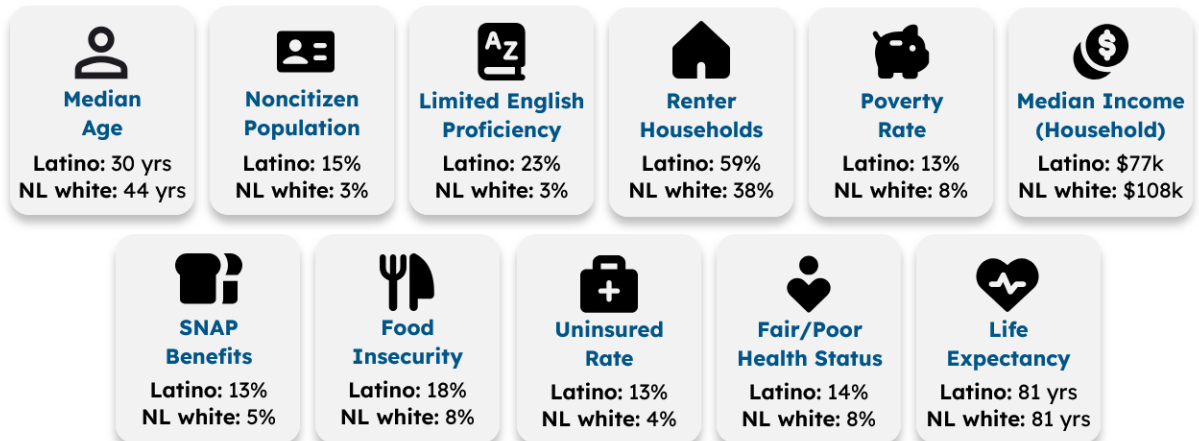 AZ
Median
Age
Latino: 30 yrs
NL white: 44 yrs
Noncitizen
Population
Latino: 15%
NL white: 3%
Limited English
Proficiency
Latino: 23%
NL white: 3%
Renter
Households
Latino: 59%
NL white: 38%
Poverty
Rate
Latino: 13%
NL white: 8%
$
Median Income
(Household)
Latino: $77k
NL white: $108k
SNAP
Benefits
Latino: 13%
NL white: 5%
Food
Insecurity
Latino: 18%
NL white: 8%
Uninsured
Rate
Latino: 13%
NL white: 4%
Fair/Poor
Health Status
Latino: 14%
NL white: 8%
Life
Expectancy
Latino: 81 yrs
NL white: 81 yrs